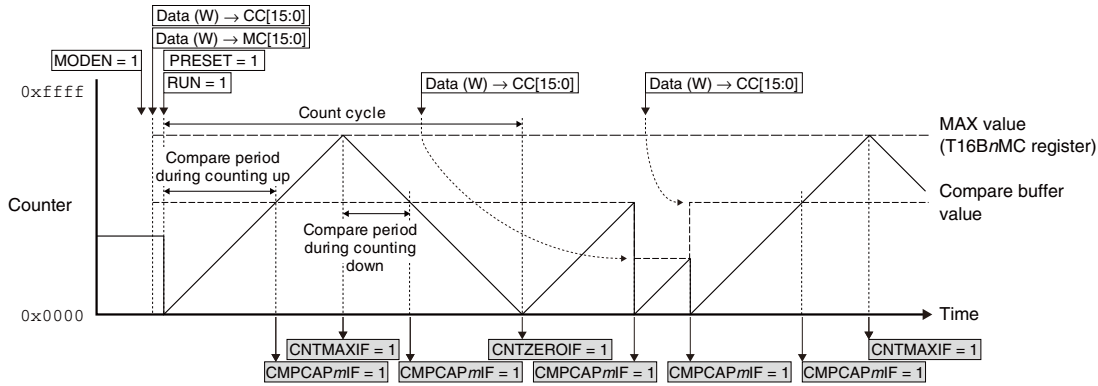 Data (W) → CC[15:0]
Data (W) → MC[15:0]
MODEN = 1
PRESET = 1
RUN = 1
Data (W) → CC[15:0]
Data (W) → CC[15:0]
0xffff
Count cycle
MAX value
(T16BnMC register)
Compare period
during counting up
Compare buffer
value
Counter
Compare period
during counting
down
0x0000
Time
CNTMAXIF = 1
CNTZEROIF = 1
CNTMAXIF = 1
CMPCAPmIF = 1
CMPCAPmIF = 1
CMPCAPmIF = 1
CMPCAPmIF = 1
CMPCAPmIF = 1